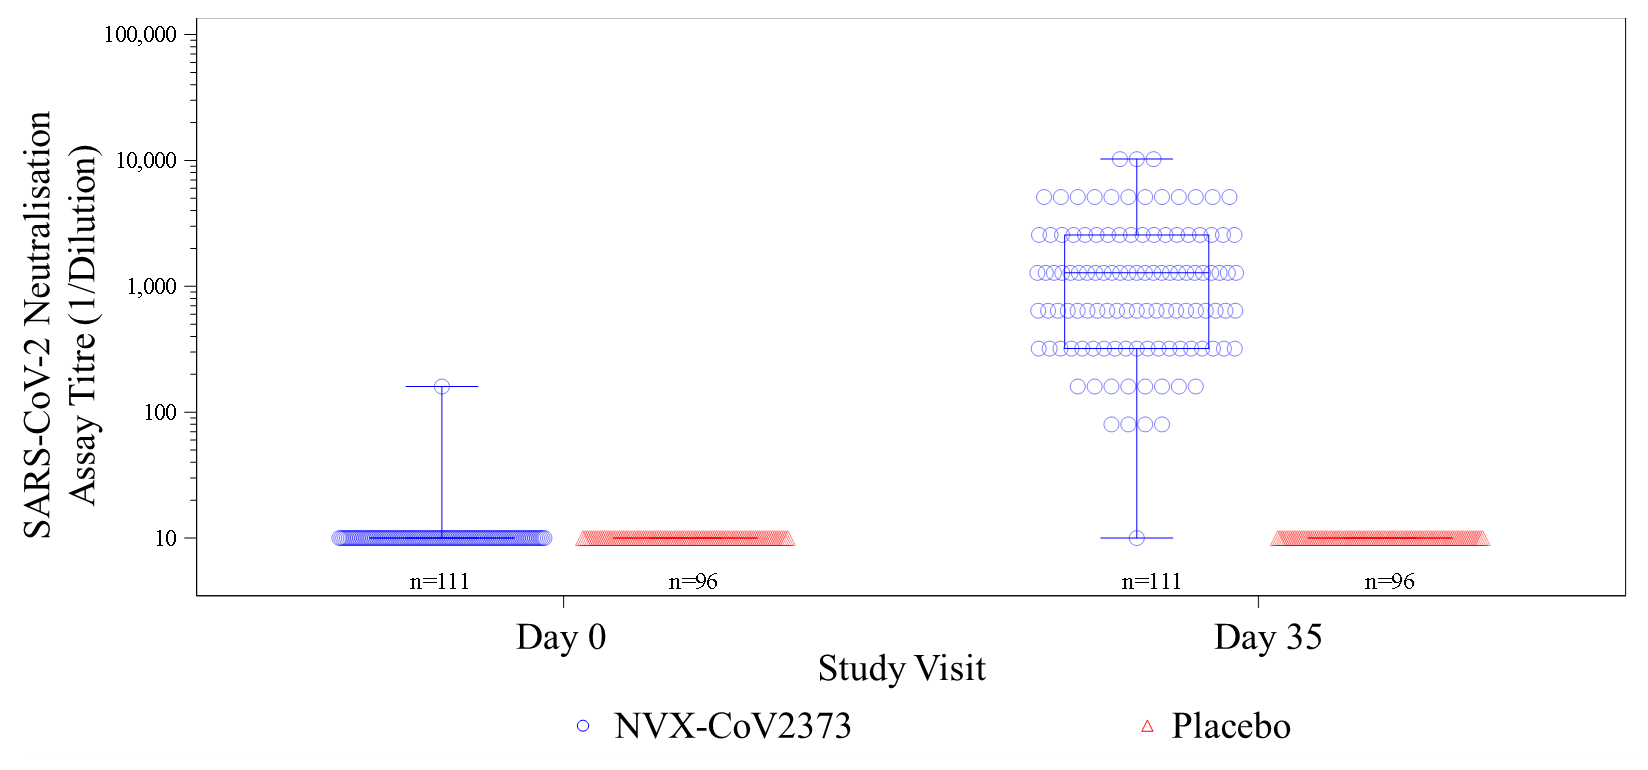 SARS-CoV-2 Neutralisation
Assay Titre (1/Dilution)
100,000
10,000
1,000
100
10
n=111
n=96
n=111
n=96
Day 0
Day 35
Study Visit
NVX-CoV2373
Placebo